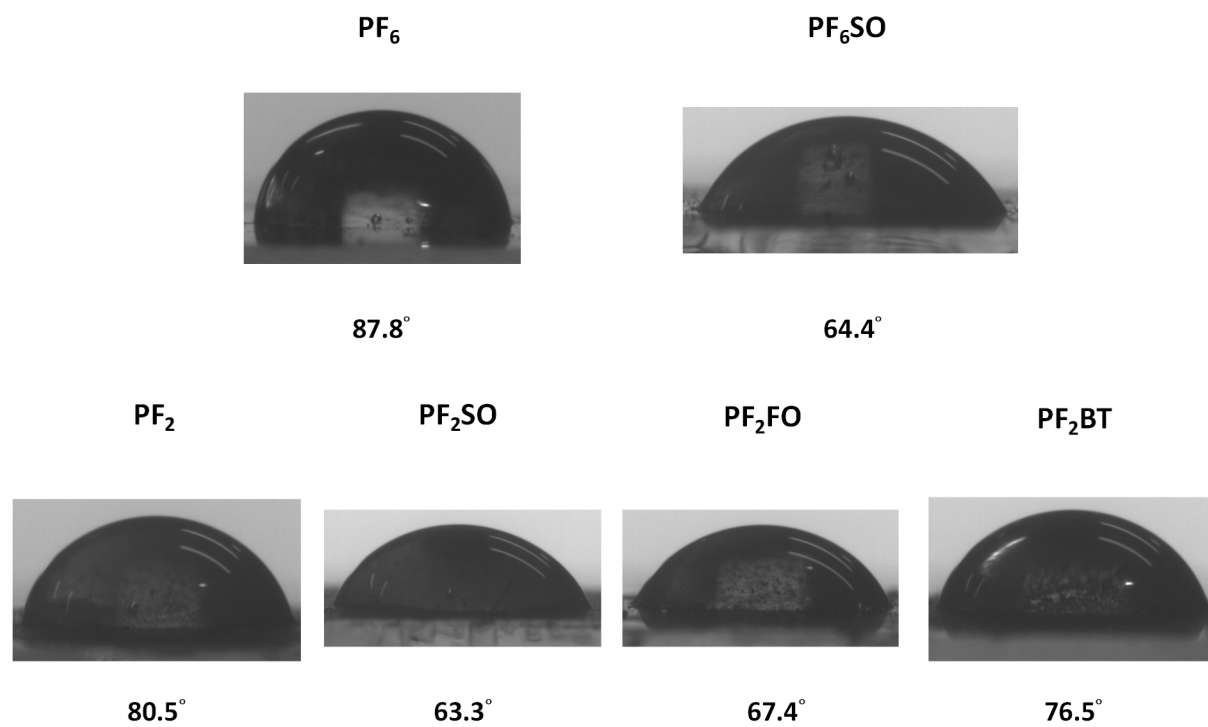 PF₆
PF₆SO
87.8°
64.4°
PF₂
PF₂SO
PF₂FO
PF₂BT
80.5°
63.3°
67.4°
76.5°